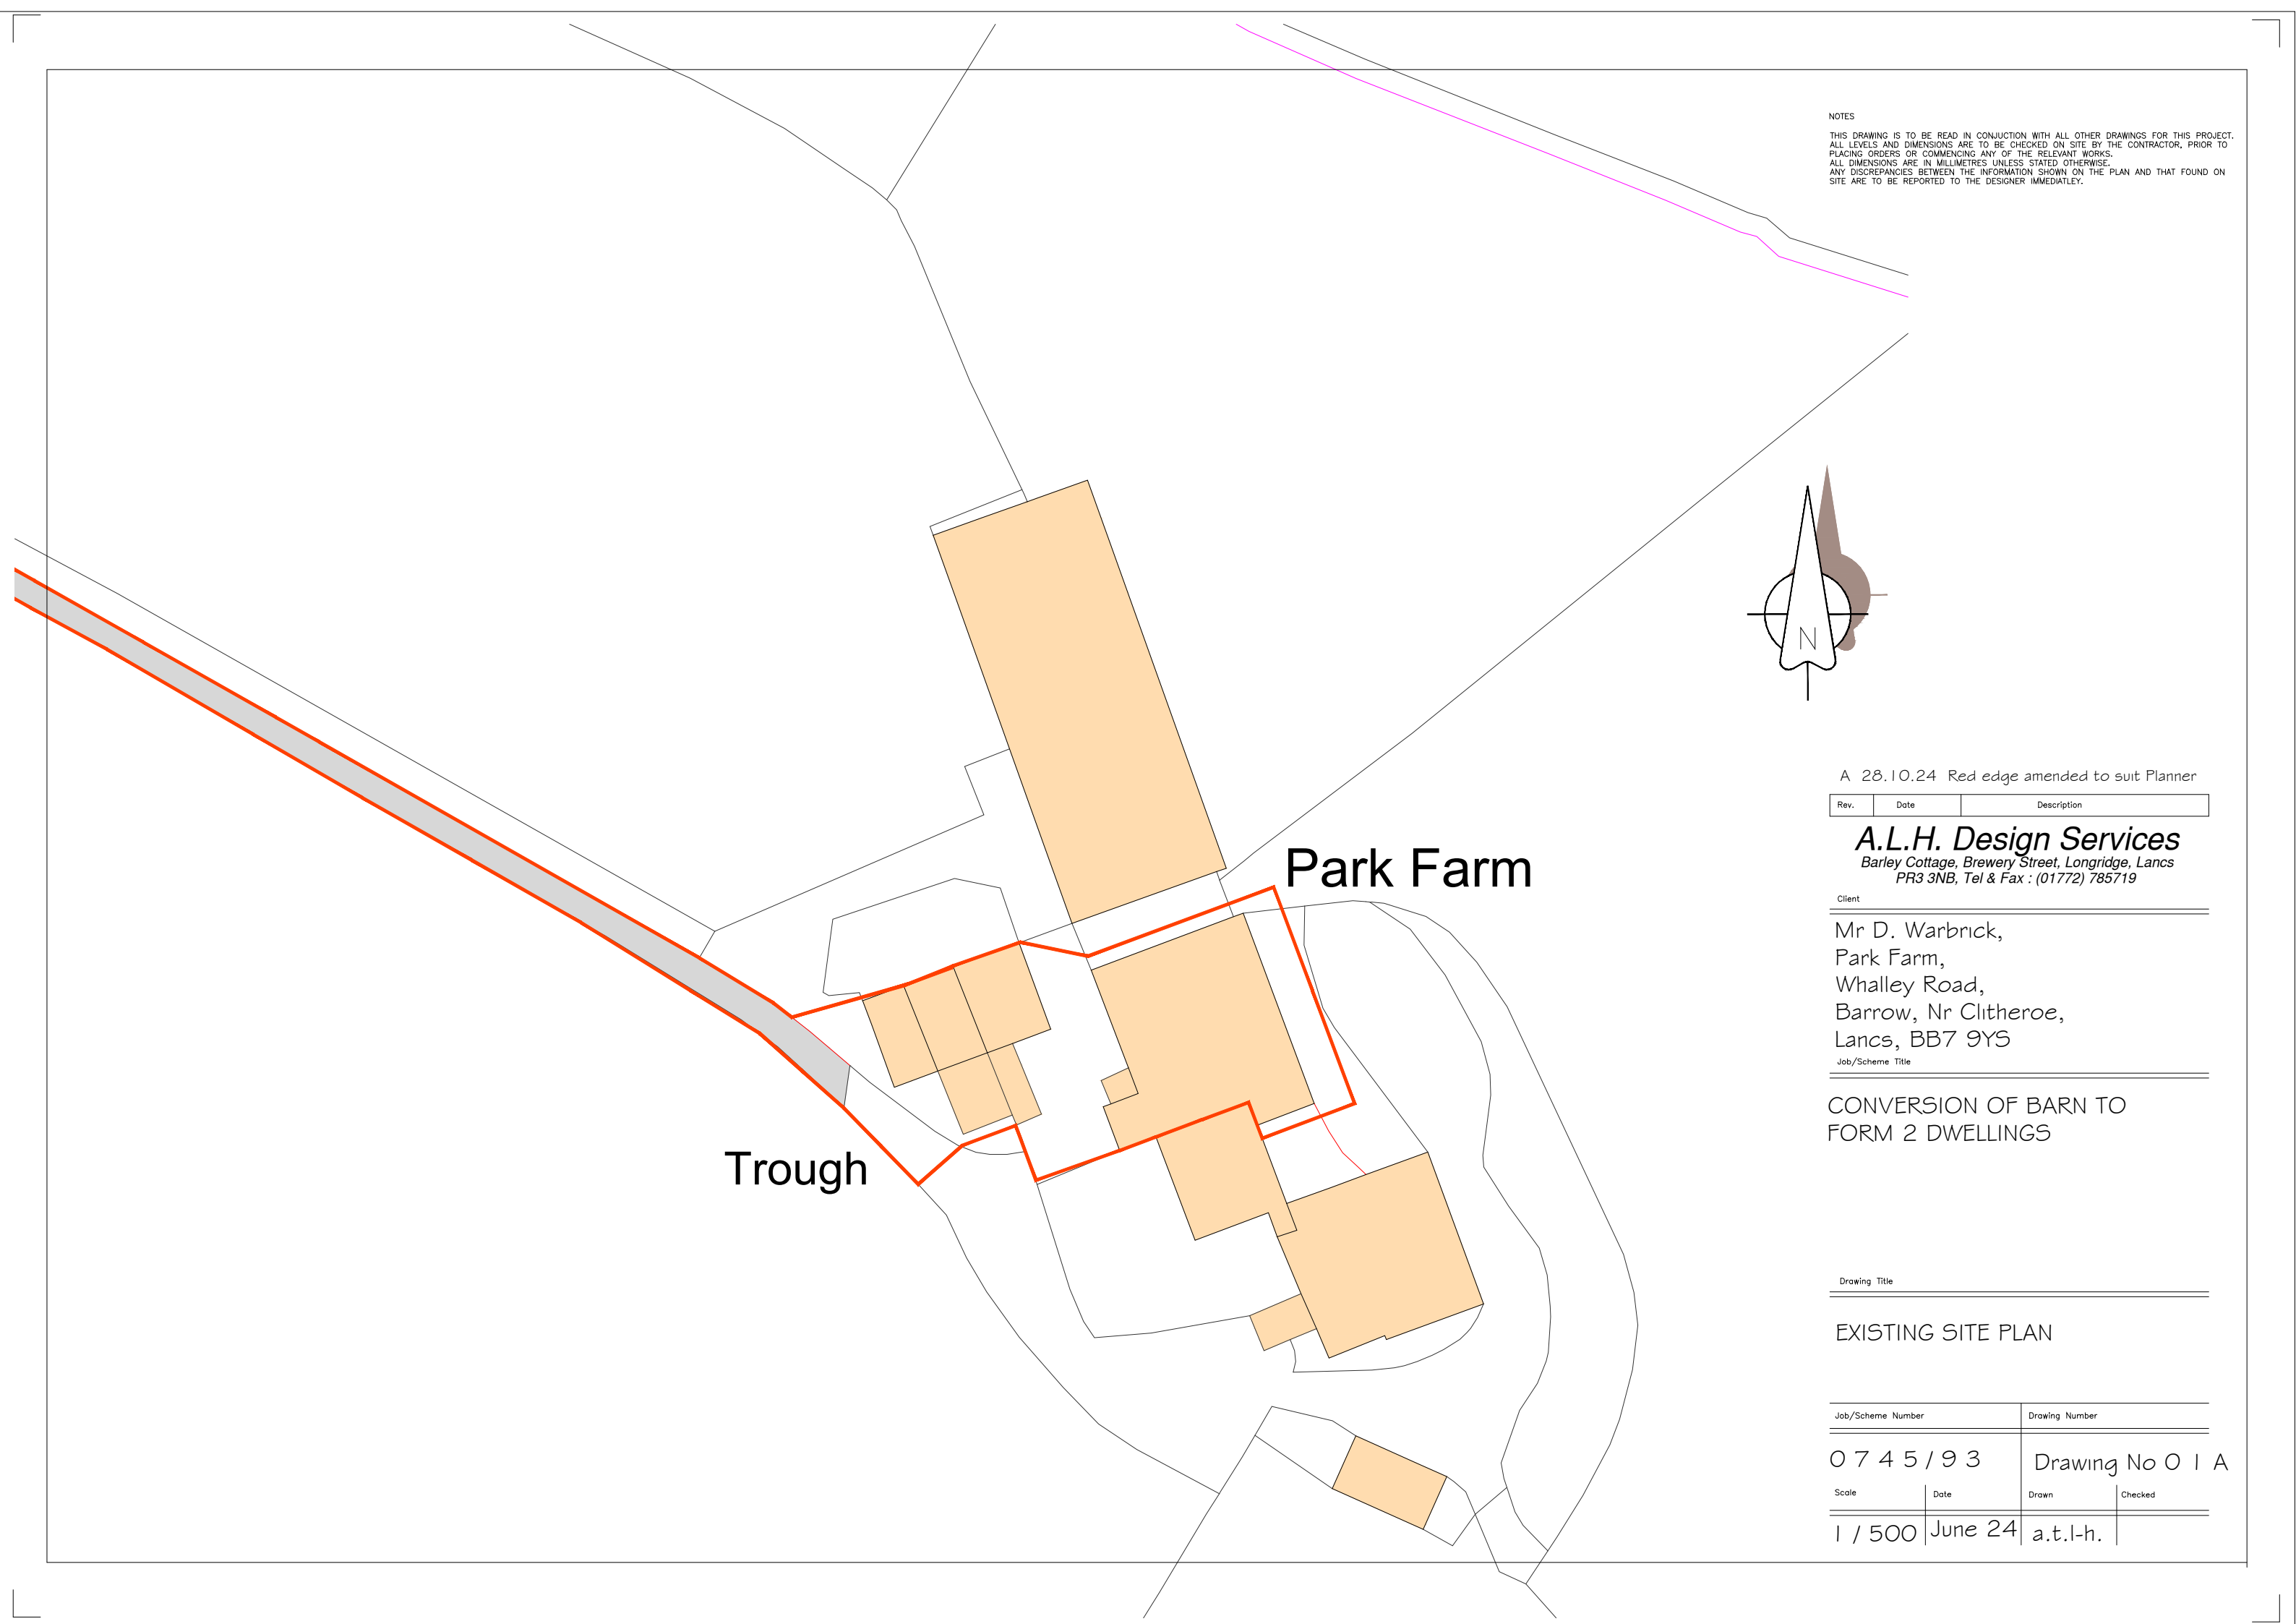 NOTES
THIS DRAWING IS TO BE READ IN CONJUCTION WITH ALL OTHER DRAWINGS FOR THIS PROJECT.
ALL LEVELS AND DIMENSIONS ARE TO BE CHECKED ON SITE BY THE CONTRACTOR, PRIOR TO
PLACING ORDERS OR COMMENCING ANY OF THE RELEVANT WORKS.
ALL DIMENSIONS ARE IN MILLIMETRES UNLESS STATED OTHERWISE.
ANY DISCREPANCIES BETWEEN THE INFORMATION SHOWN ON THE PLAN AND THAT FOUND ON
SITE ARE TO BE REPORTED TO THE DESIGNER IMMEDIATLEY.
N
Park Farm
Trough
A 28.10.24 Red edge amended to suit Planner
Rev. Date Description
A.L.H. Design Services
Barley Cottage, Brewery Street, Longridge, Lancs
PR3 3NB, Tel & Fax : (01772) 785719
Client
Mr D. Warbrick,
Park Farm,
Whalley Road,
Barrow, Nr Clitheroe,
Lancs, BB7 9YS
Job/Scheme Title
CONVERSION OF BARN TO
FORM 2 DWELLINGS
Drawing Title
EXISTING SITE PLAN
Job/Scheme Number Drawing Number
0745/93 Drawing No 01 A
Scale Date Drawn Checked
1/500 June 24 a.t.l-h.